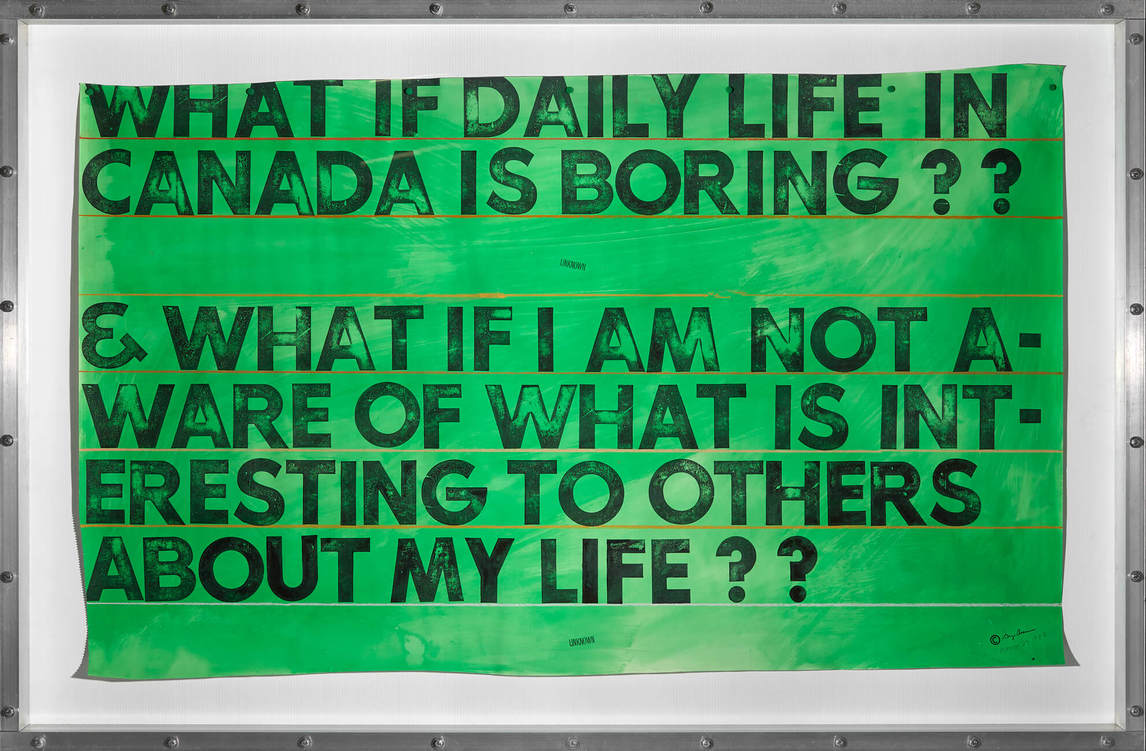 WHAT IF DAILY LIFE IN
CANADA IS BORING ? ?
UNKNOWN
& WHAT IF I AM NOT A-
WARE OF WHAT IS INT-
ERESTING TO OTHERS
ABOUT MY LIFE ? ?
UNKNOWN
©